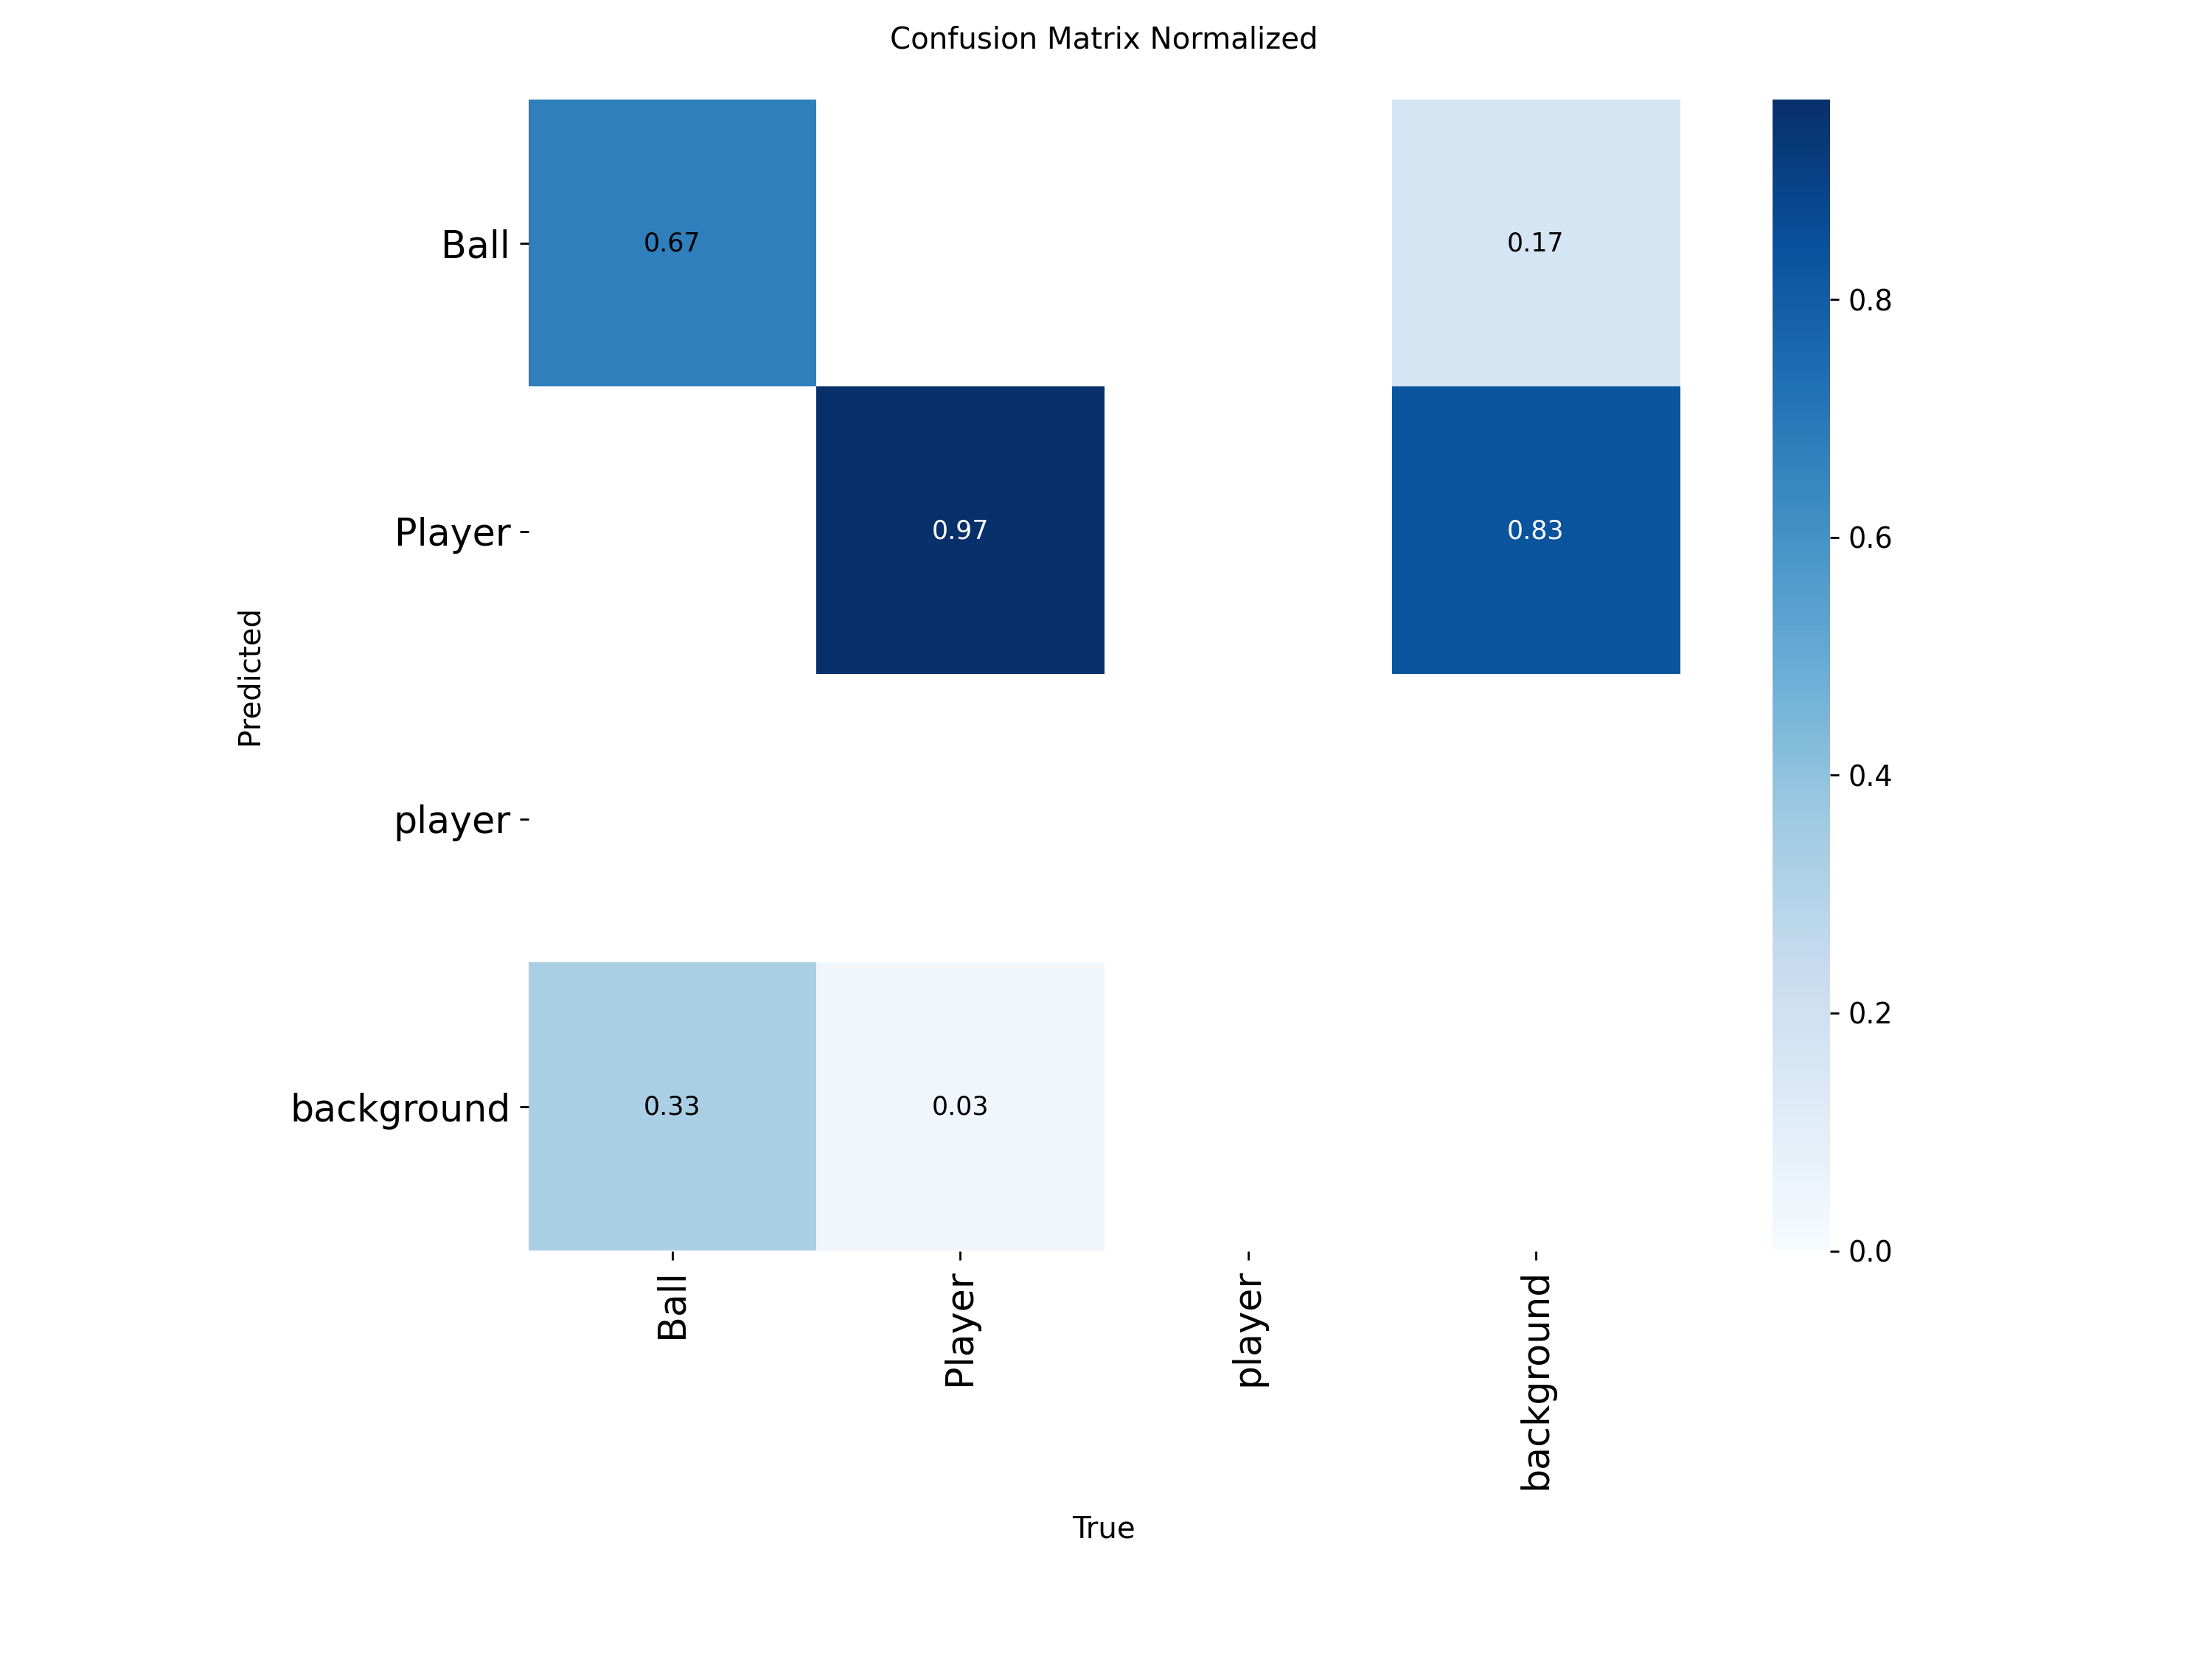 Confusion Matrix Normalized
Ball
0.67
0.17
0.8
Player
0.97
0.83
0.6
Predicted
player
0.4
background
0.33
0.03
0.2
0.0
Ball
Player
player
background
True